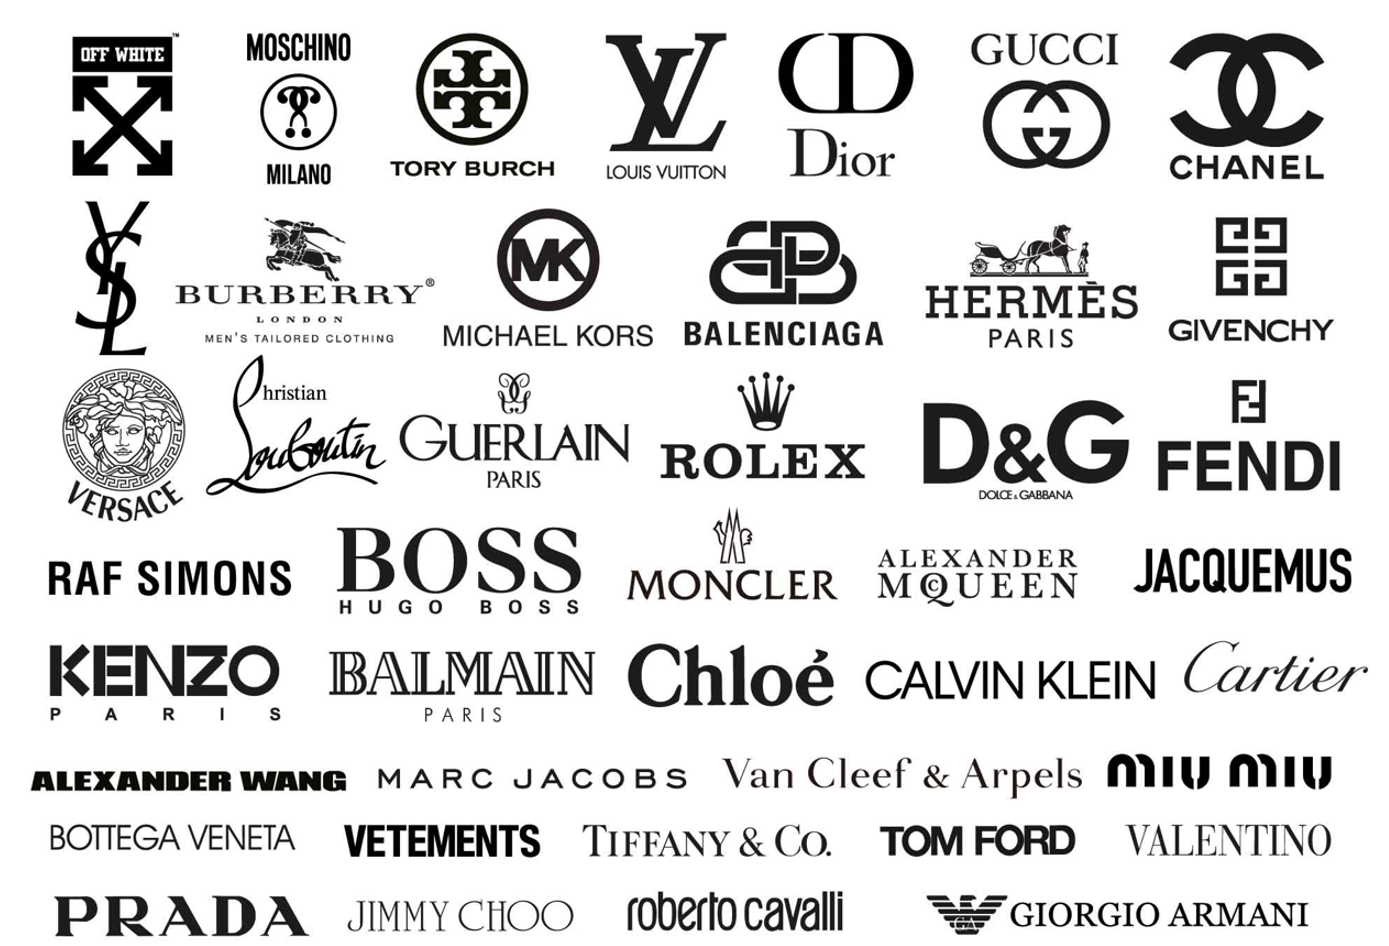 OFF WHITE™
MOSCHINO
MILANO
TORY BURCH
LV
LOUIS VUITTON
CD
Dior
GUCCI
GG
CHANEL
YSL
BURBERRY®
LONDON
MEN'S TAILORED CLOTHING
MK
MICHAEL KORS
BB
BALENCIAGA
HERMÈS
PARIS
GGGG
GIVENCHY
VERSACE
Christian
Louboutin
GUERLAIN
PARIS
ROLEX
D&G
DOLCE & GABBANA
FF
FENDI
RAF SIMONS
BOSS
HUGO BOSS
MONCLER
ALEXANDER
MCQUEEN
JACQUEMUS
KENZO
PARIS
BALMAIN
PARIS
Chloé
CALVIN KLEIN
Cartier
ALEXANDER WANG
MARC JACOBS
Van Cleef & Arpels
MIU MIU
BOTTEGA VENETA
VETEMENTS
TIFFANY & CO.
TOM FORD
VALENTINO
PRADA
JIMMY CHOO
roberto cavalli
GA
GIORGIO ARMANI